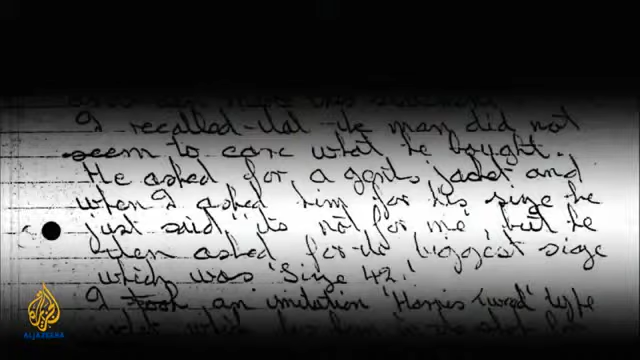 I recalled that the man did not
seem to care what he bought.
He asked for a gents jacket and
when I asked him for his size he
just said, 'its not for me', but he
then asked for the biggest size
which was 'Size 42.'
I took an imitation 'Harris Tweed' type
ALJAZEERA